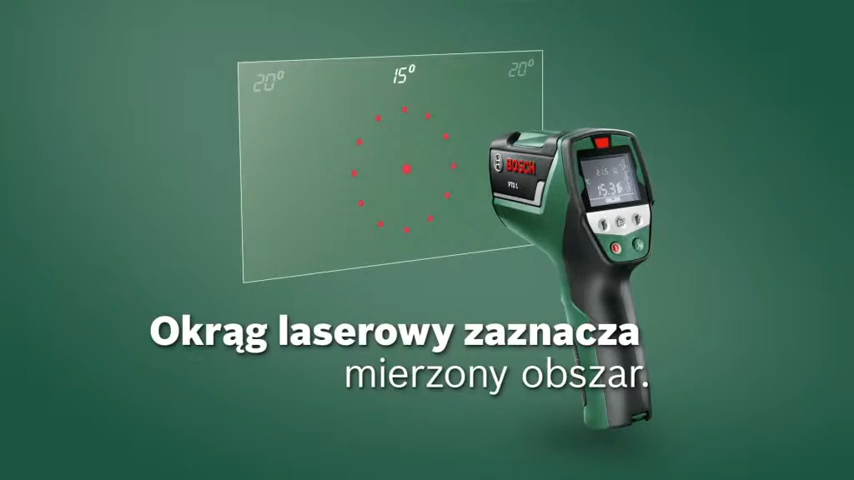 20° 15° 20°
BOSCH
PTD 1
Okrąg laserowy zaznacza
mierzony obszar.